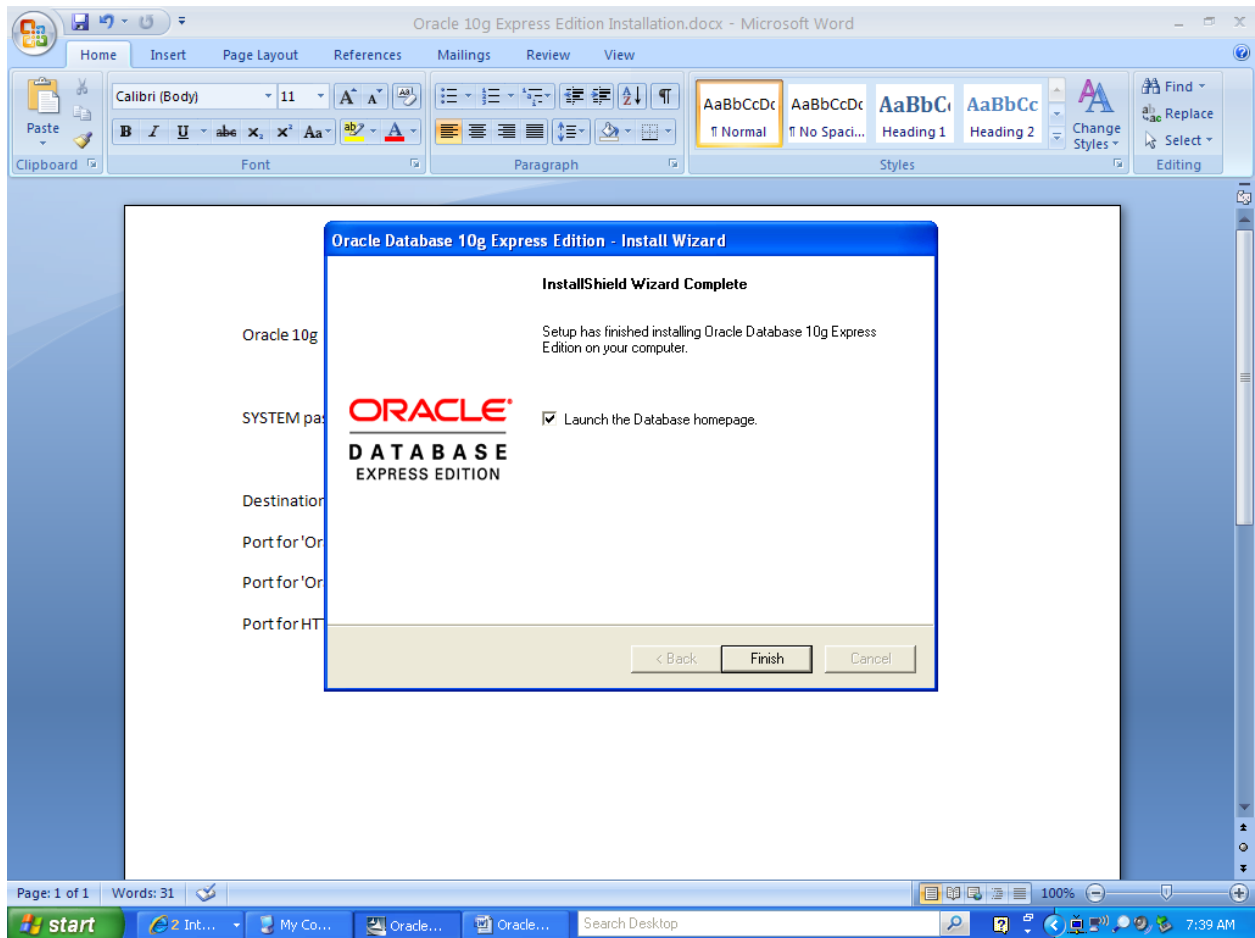 Oracle 10g Express Edition Installation.docx - Microsoft Word
Home Insert Page Layout References Mailings Review View
Paste
Clipboard
Calibri (Body) 11
B I U abc X₂ X² Aa ab A
Font
Paragraph
AaBbCcDc AaBbCcDc AaBbC AaBbCc
¶ Normal ¶ No Spaci... Heading 1 Heading 2
Change
Styles
Styles
Find
Replace
Select
Editing
Oracle Database 10g Express Edition - Install Wizard
InstallShield Wizard Complete
Setup has finished installing Oracle Database 10g Express
Edition on your computer.
ORACLE
DATABASE
EXPRESS EDITION
Launch the Database homepage.
< Back Finish Cancel
Oracle 10g
SYSTEM pas
Destination
Port for 'Or
Port for 'Or
Port for HT
Page: 1 of 1 Words: 31 100%
start 2 Int... My Co... Oracle... Oracle... Search Desktop 7:39 AM